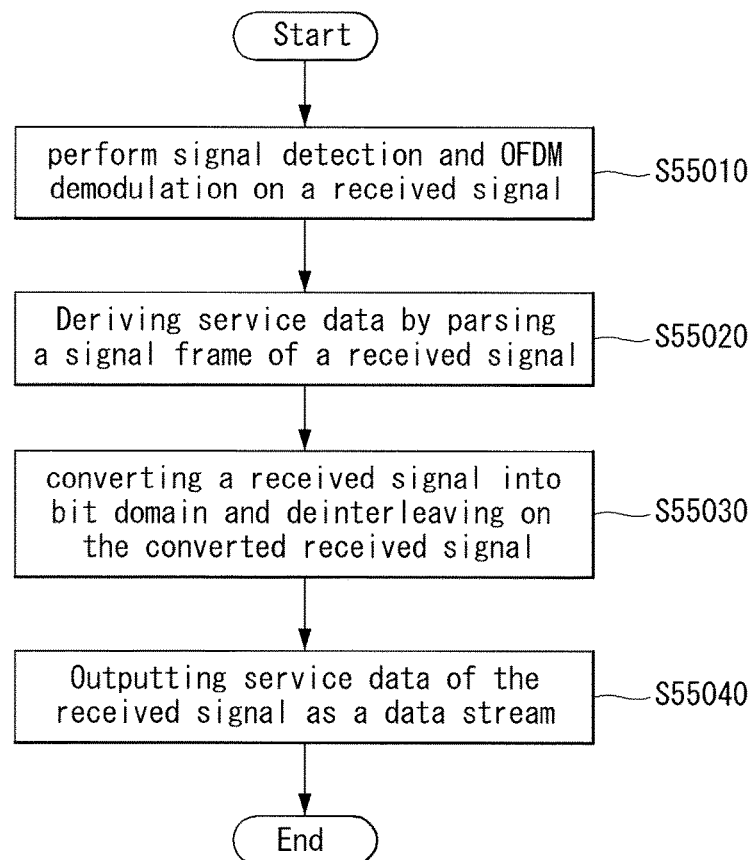 Start
perform signal detection and OFDM
demodulation on a received signal
S55010
Deriving service data by parsing
a signal frame of a received signal
S55020
converting a received signal into
bit domain and deinterleaving on
the converted received signal
S55030
Outputting service data of the
received signal as a data stream
S55040
End